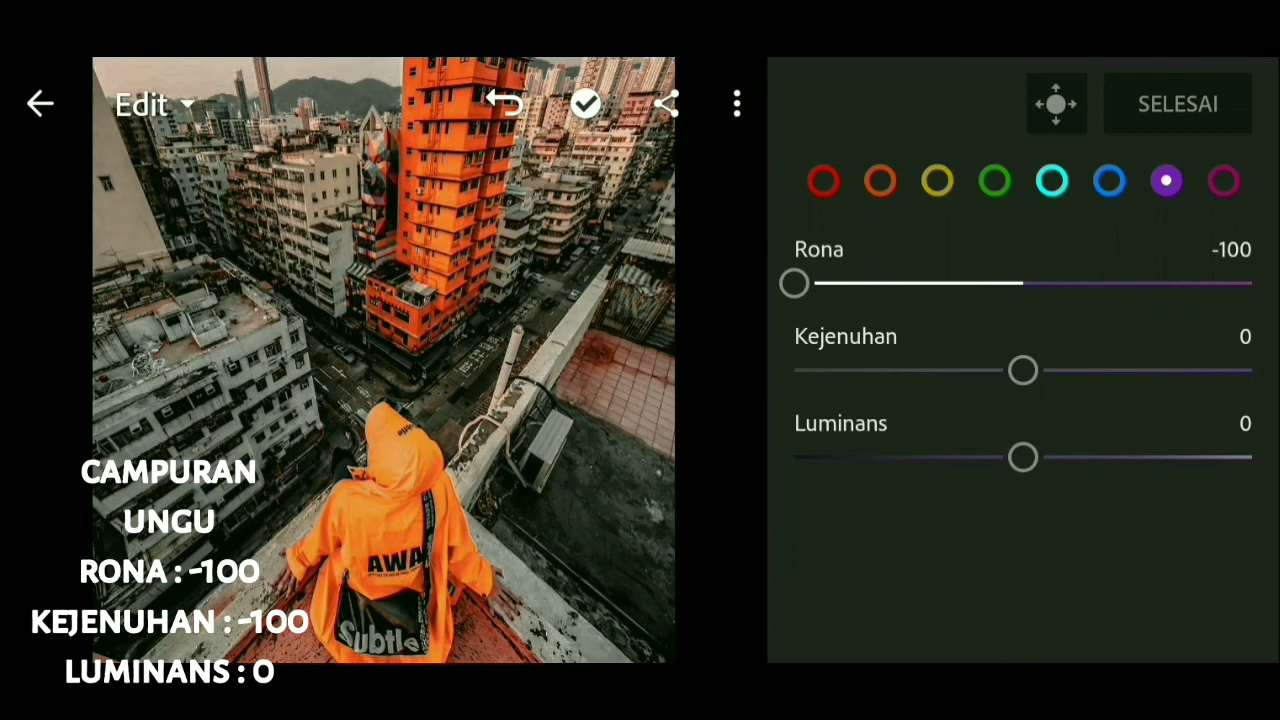 Edit
SELESAI
Rona -100
Kejenuhan 0
Luminans 0
AWA
Subtle
CAMPURAN
UNGU
RONA : -100
KEJENUHAN : -100
LUMINANS : 0